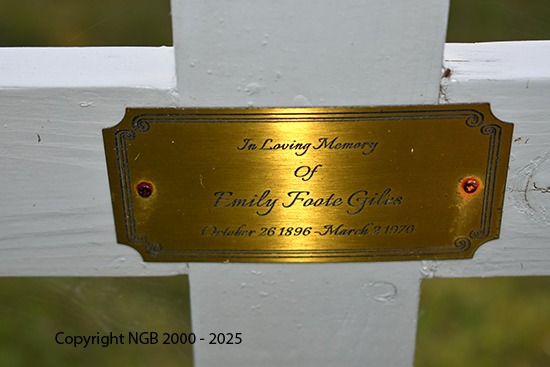 In Loving Memory
Of
Emily Foote Giles
October 26 1896 - March 2 1970
Copyright NGB 2000 - 2025